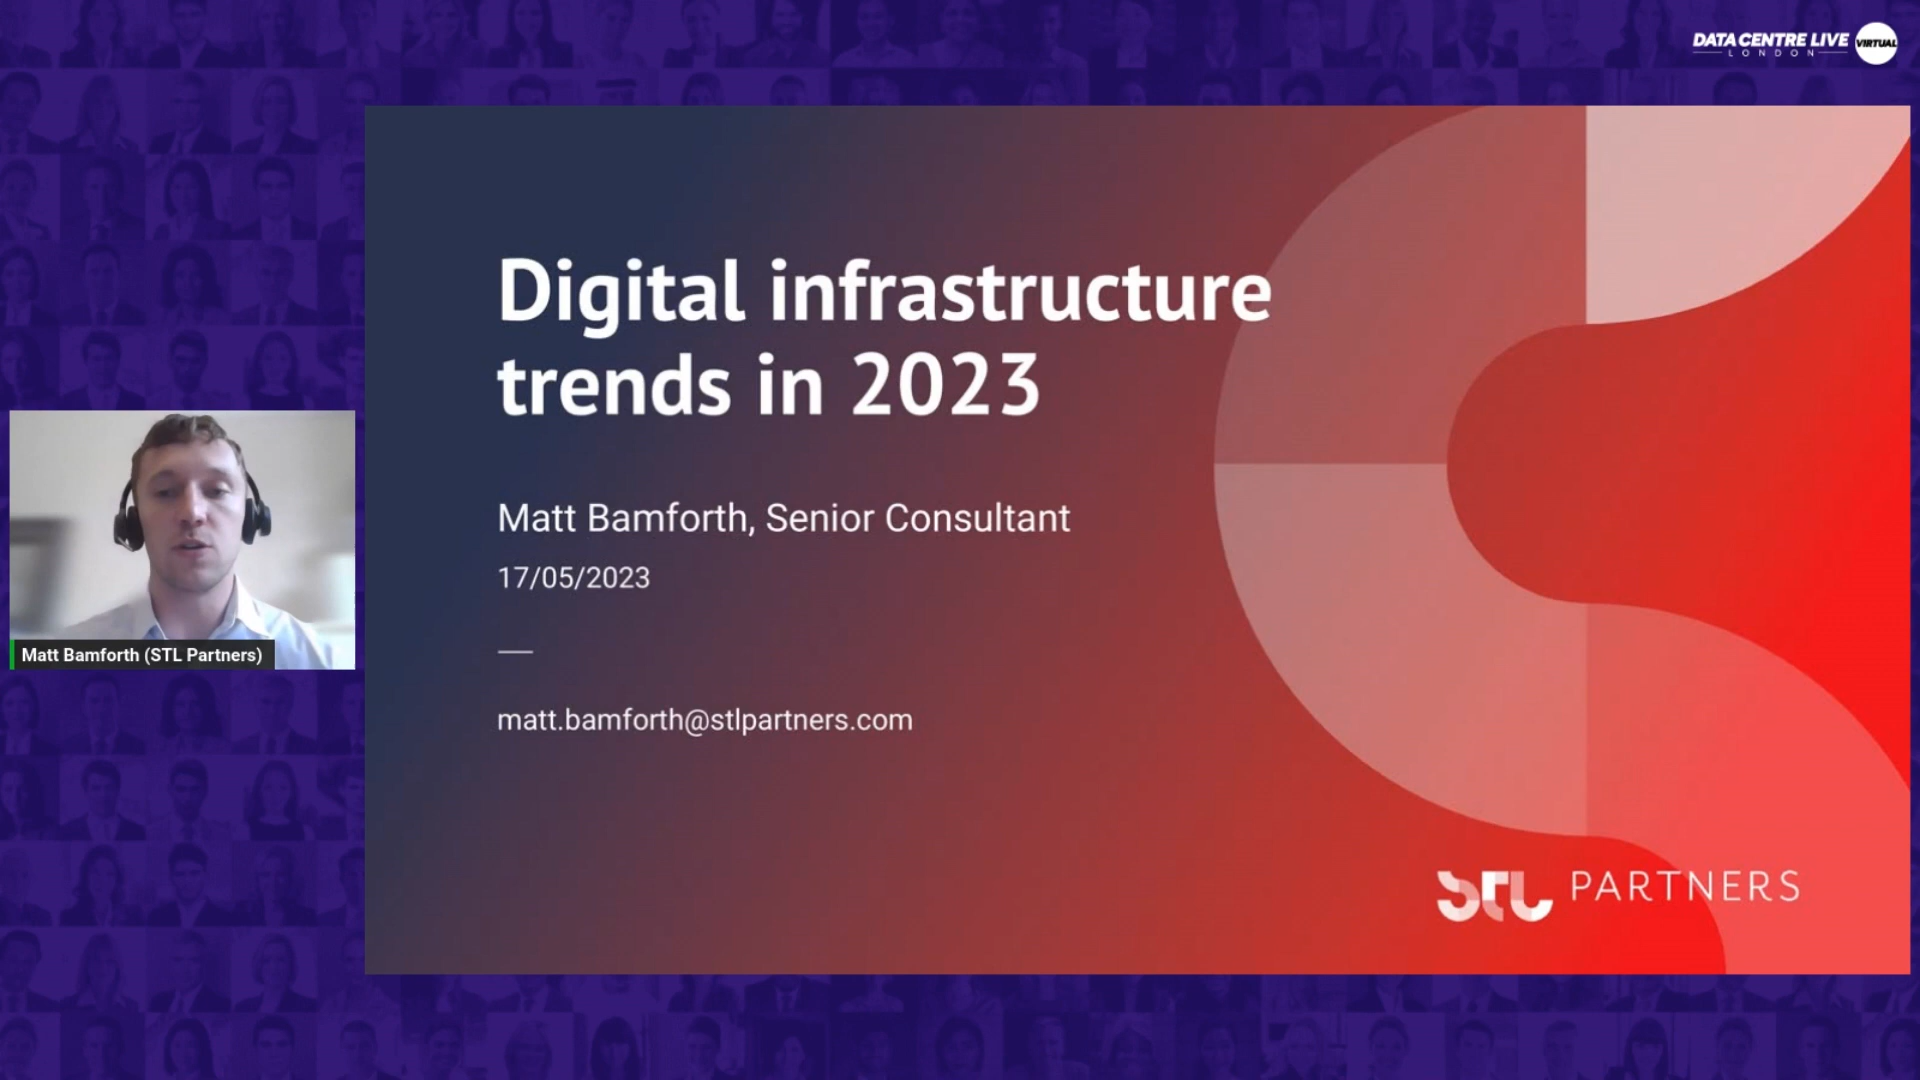 DATA CENTRE LIVE
LONDON
VIRTUAL
Digital infrastructure
trends in 2023
Matt Bamforth, Senior Consultant
17/05/2023
matt.bamforth@stlpartners.com
Matt Bamforth (STL Partners)
STL PARTNERS